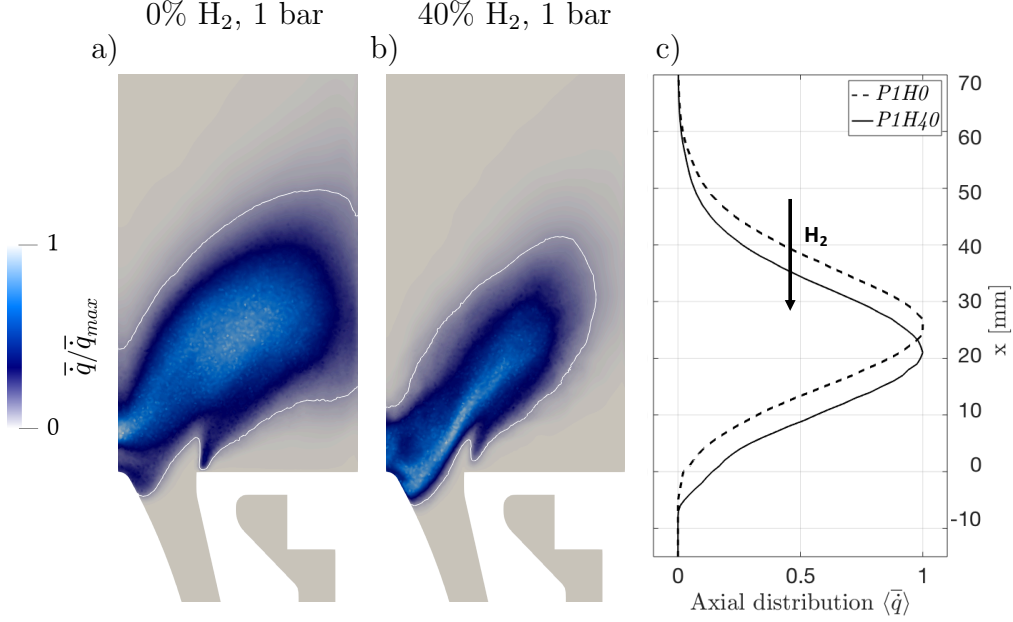 0% H₂, 1 bar
40% H₂, 1 bar
a)
b)
c)
1
q̇̄/q̇̄ₘₐₓ
0
P1H0
P1H40
H₂
70
60
50
40
30
20
10
0
-10
x [mm]
0
0.5
1
Axial distribution ⟨q̇̄⟩